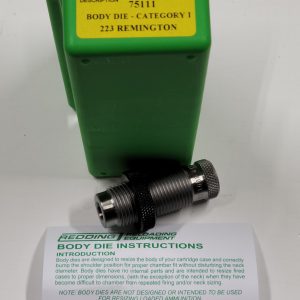 DESCRIPTION 75111
BODY DIE - CATEGORY 1
223 REMINGTON
REDDING RELOADING
EQUIPMENT
BODY DIE INSTRUCTIONS
INTRODUCTION
Body dies are designed to resize the body of your cartridge case and correctly
bump the shoulder position for proper chamber fit without disturbing the neck
diameter. Body dies have no internal parts and are intended to resize fired
cases to proper dimensions, (with the exception of the neck) when they have
become difficult to chamber from repeated firing and/or neck sizing.
NOTE: BODY DIES ARE NOT DESIGNED OR INTENDED TO BE USED
FOR RESIZING LOADED AMMUNITION